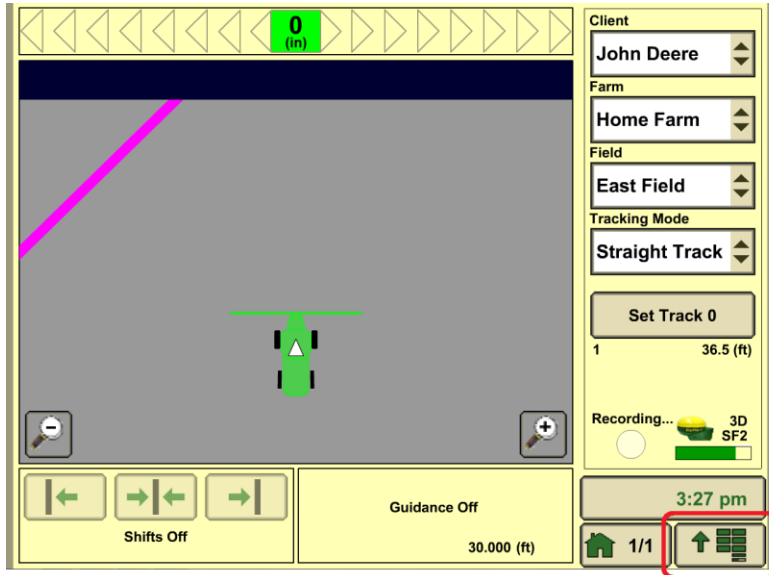 0
(in)
Client
John Deere
Farm
Home Farm
Field
East Field
Tracking Mode
Straight Track
Set Track 0
1 36.5 (ft)
Recording...
3D
SF2
Shifts Off
Guidance Off
30.000 (ft)
3:27 pm
1/1